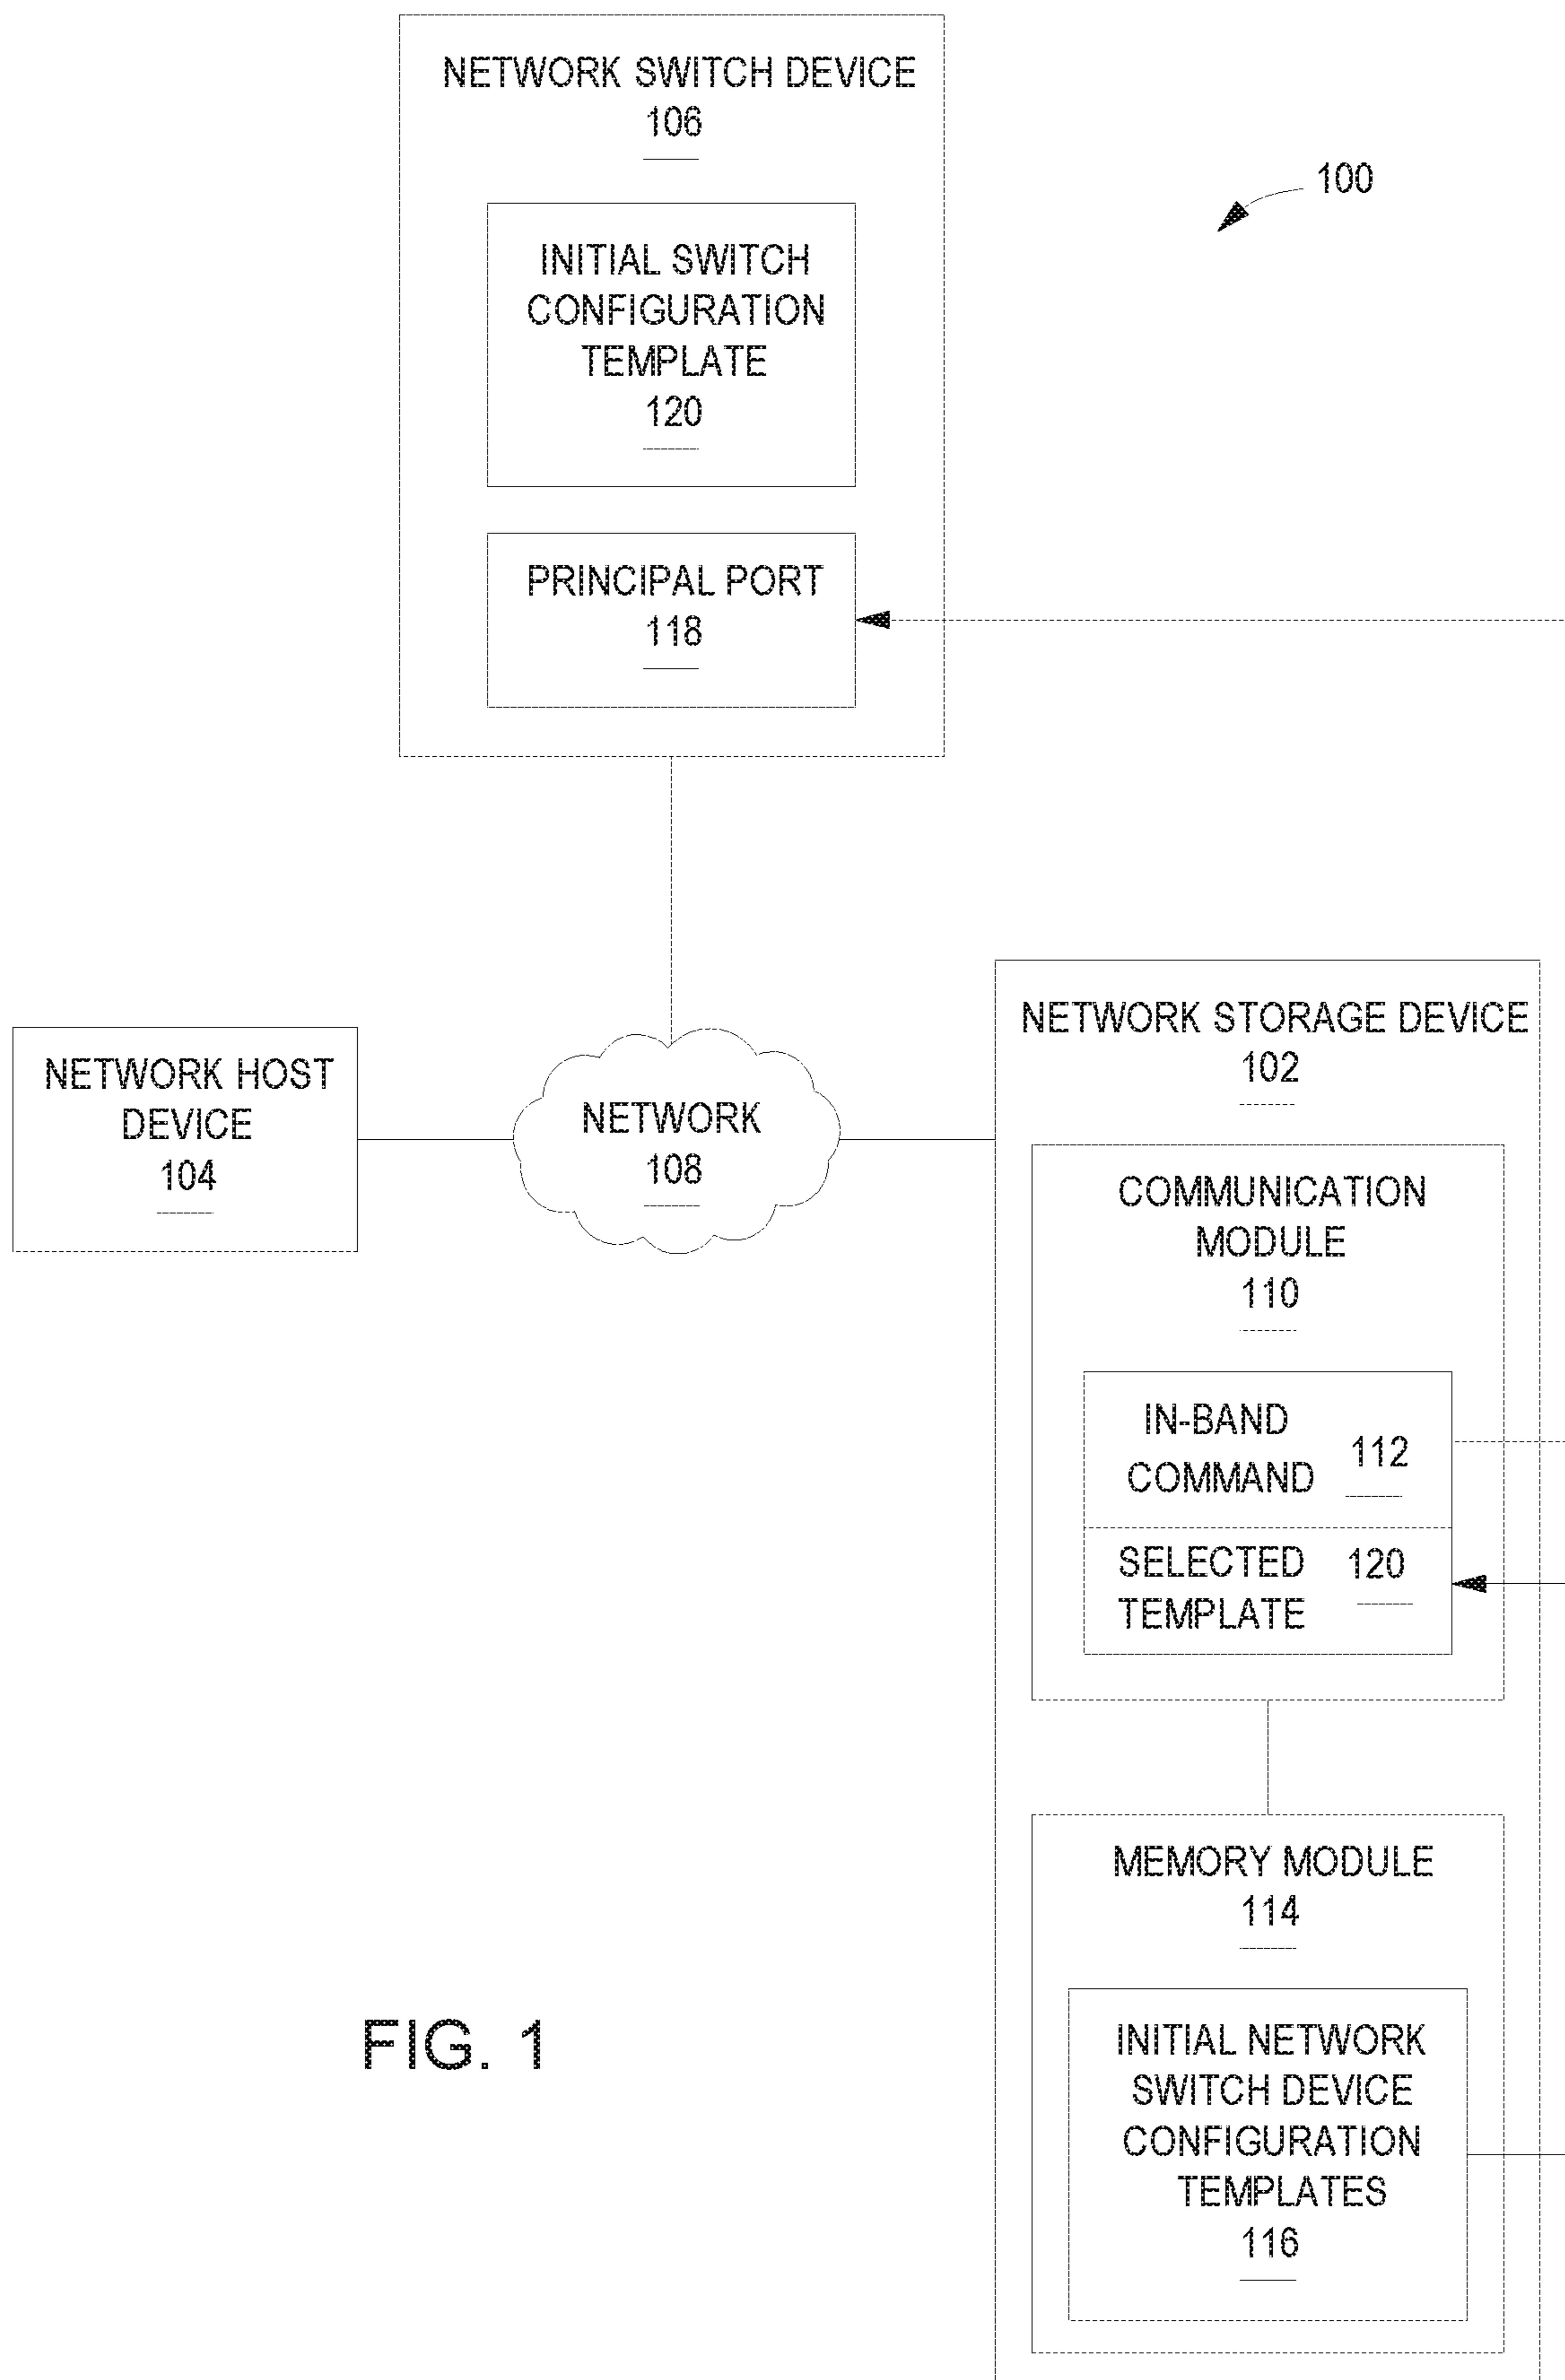 NETWORK SWITCH DEVICE
106
100
INITIAL SWITCH
CONFIGURATION
TEMPLATE
120
PRINCIPAL PORT
118
NETWORK HOST
DEVICE
104
NETWORK
108
NETWORK STORAGE DEVICE
102
COMMUNICATION
MODULE
110
IN-BAND
COMMAND
112
SELECTED
TEMPLATE
120
MEMORY MODULE
114
INITIAL NETWORK
SWITCH DEVICE
CONFIGURATION
TEMPLATES
116
FIG. 1